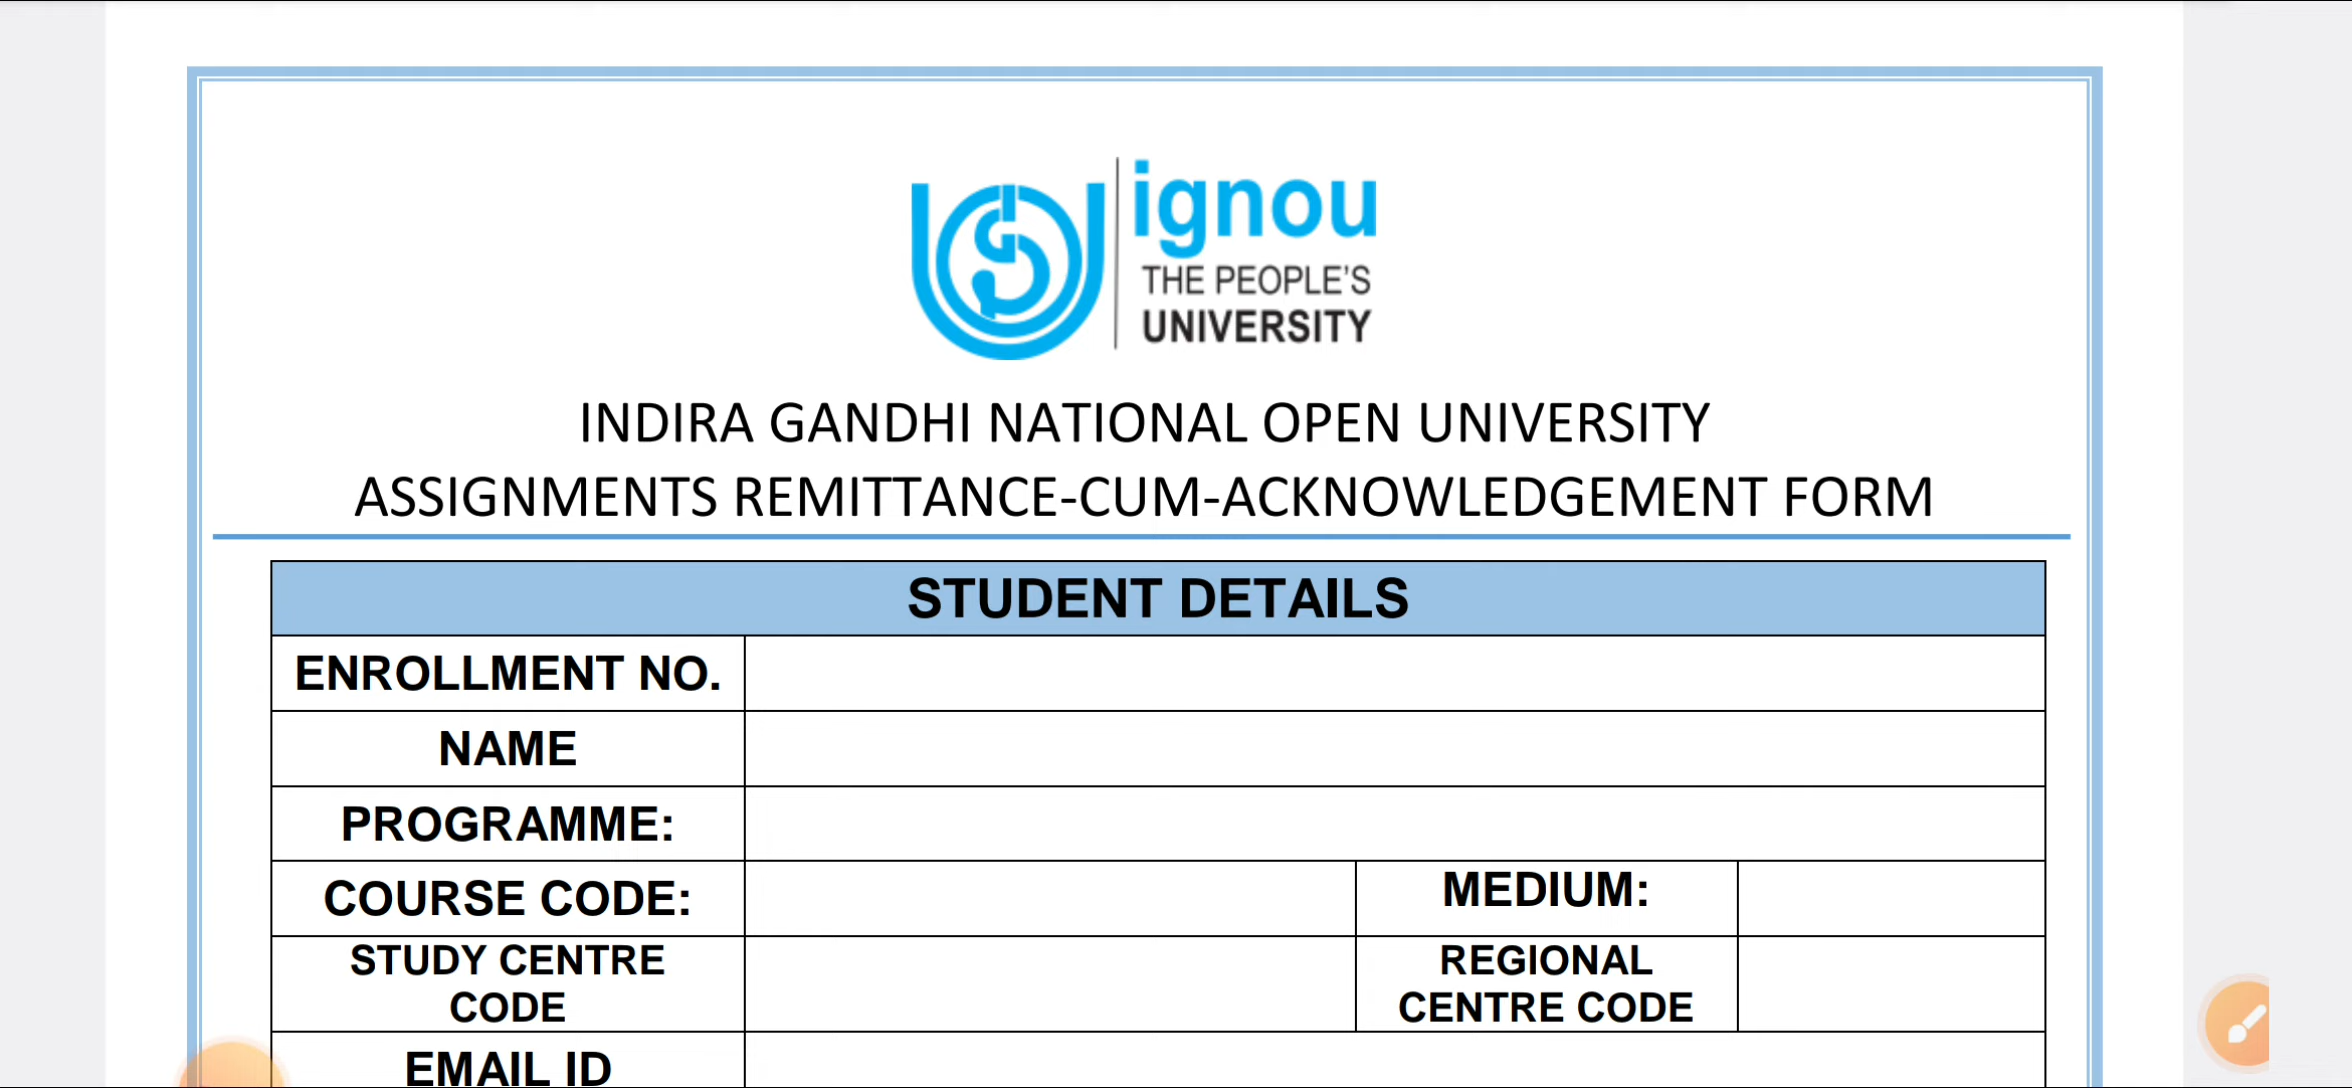 ignou
THE PEOPLE'S
UNIVERSITY
INDIRA GANDHI NATIONAL OPEN UNIVERSITY
ASSIGNMENTS REMITTANCE-CUM-ACKNOWLEDGEMENT FORM
STUDENT DETAILS
ENROLLMENT NO.
NAME
PROGRAMME:
COURSE CODE:
MEDIUM:
STUDY CENTRE
CODE
REGIONAL
CENTRE CODE
EMAIL ID